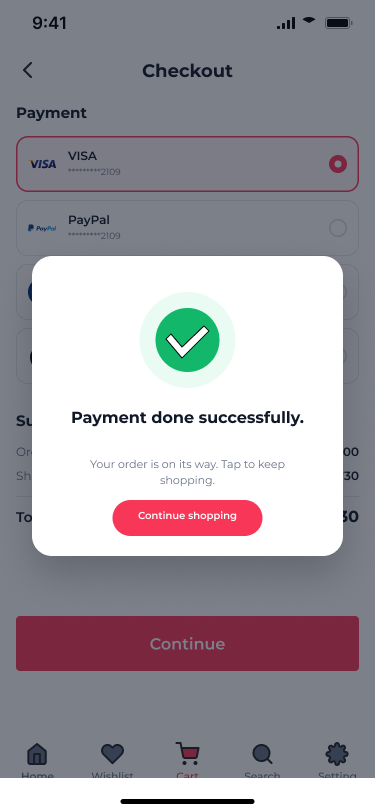 9:41
Checkout
Payment
VISA
VISA
*********2109
PayPal
PayPal
*********2109
Payment done successfully.
Your order is on its way. Tap to keep
shopping.
Continue shopping
Continue
Home
Wishlist
Cart
Search
Setting